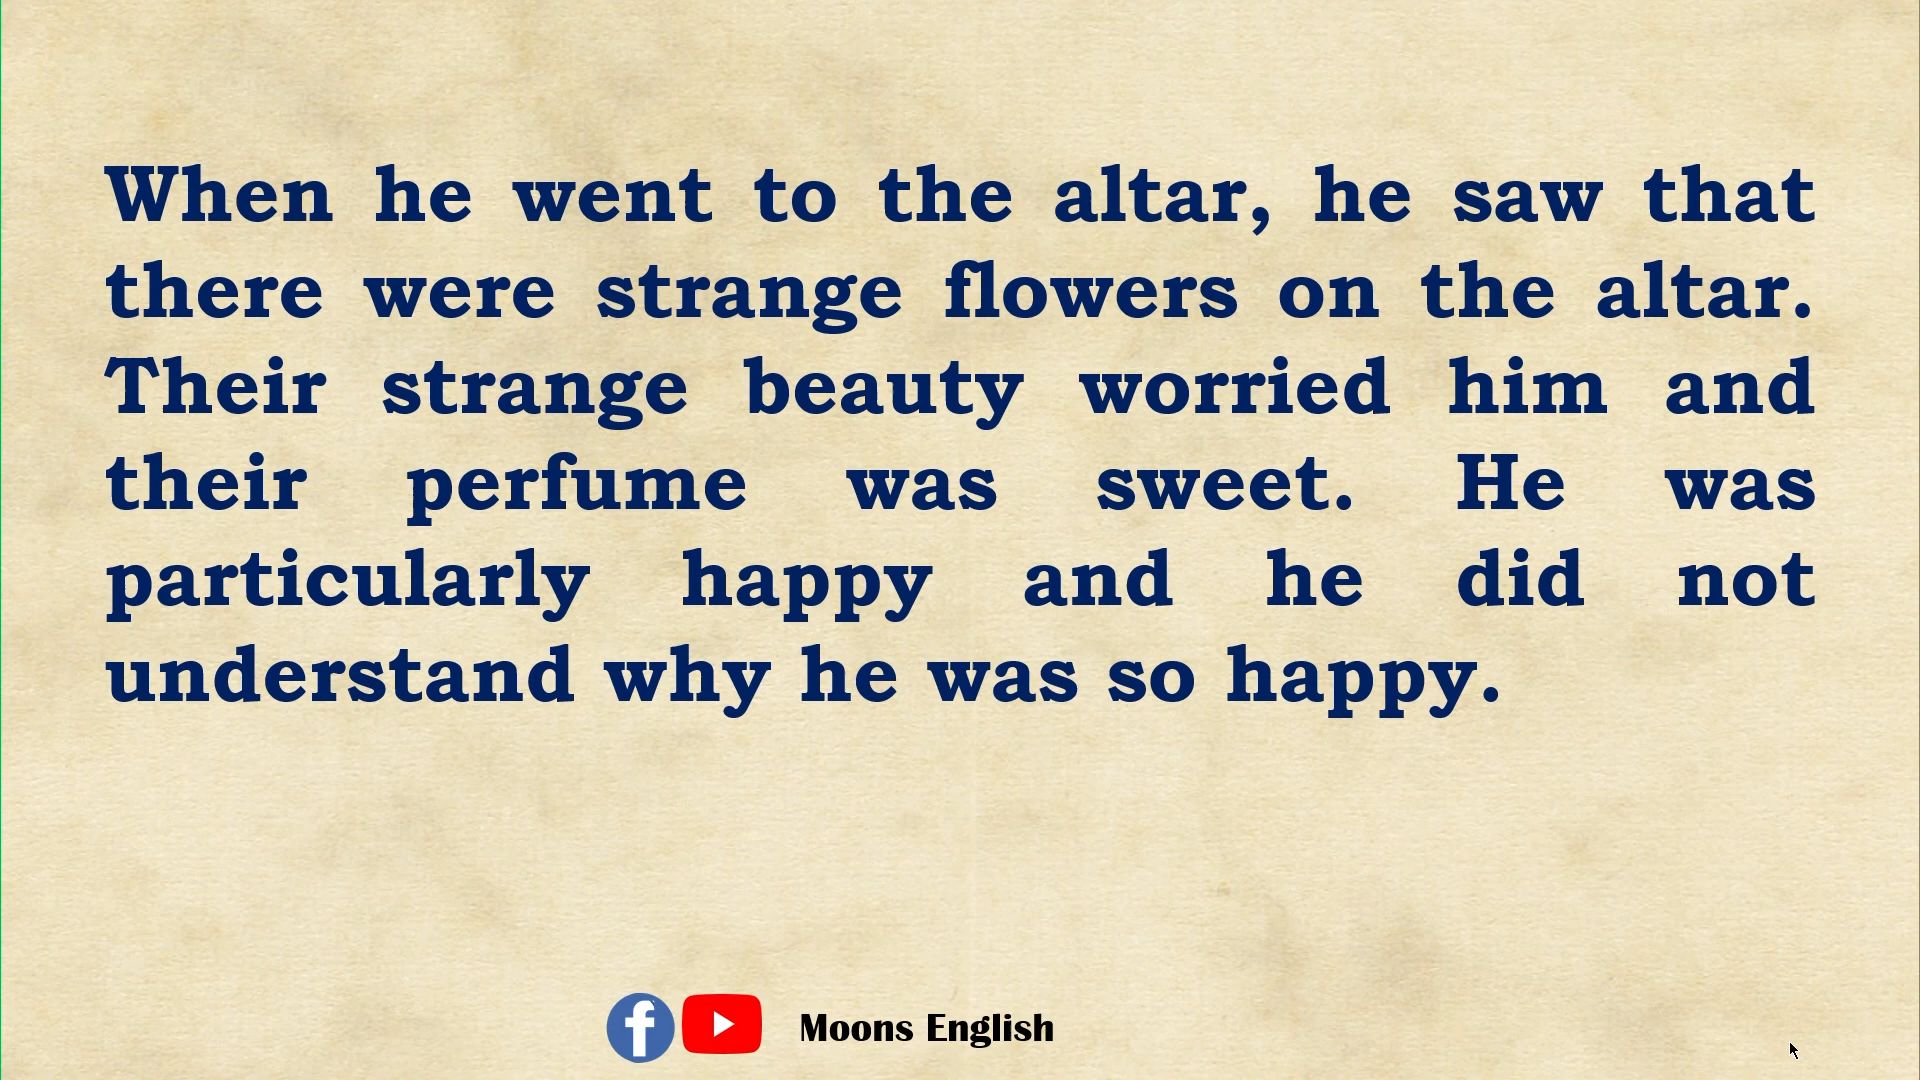 When he went to the altar, he saw that
there were strange flowers on the altar.
Their strange beauty worried him and
their perfume was sweet. He was
particularly happy and he did not
understand why he was so happy.
Moons English